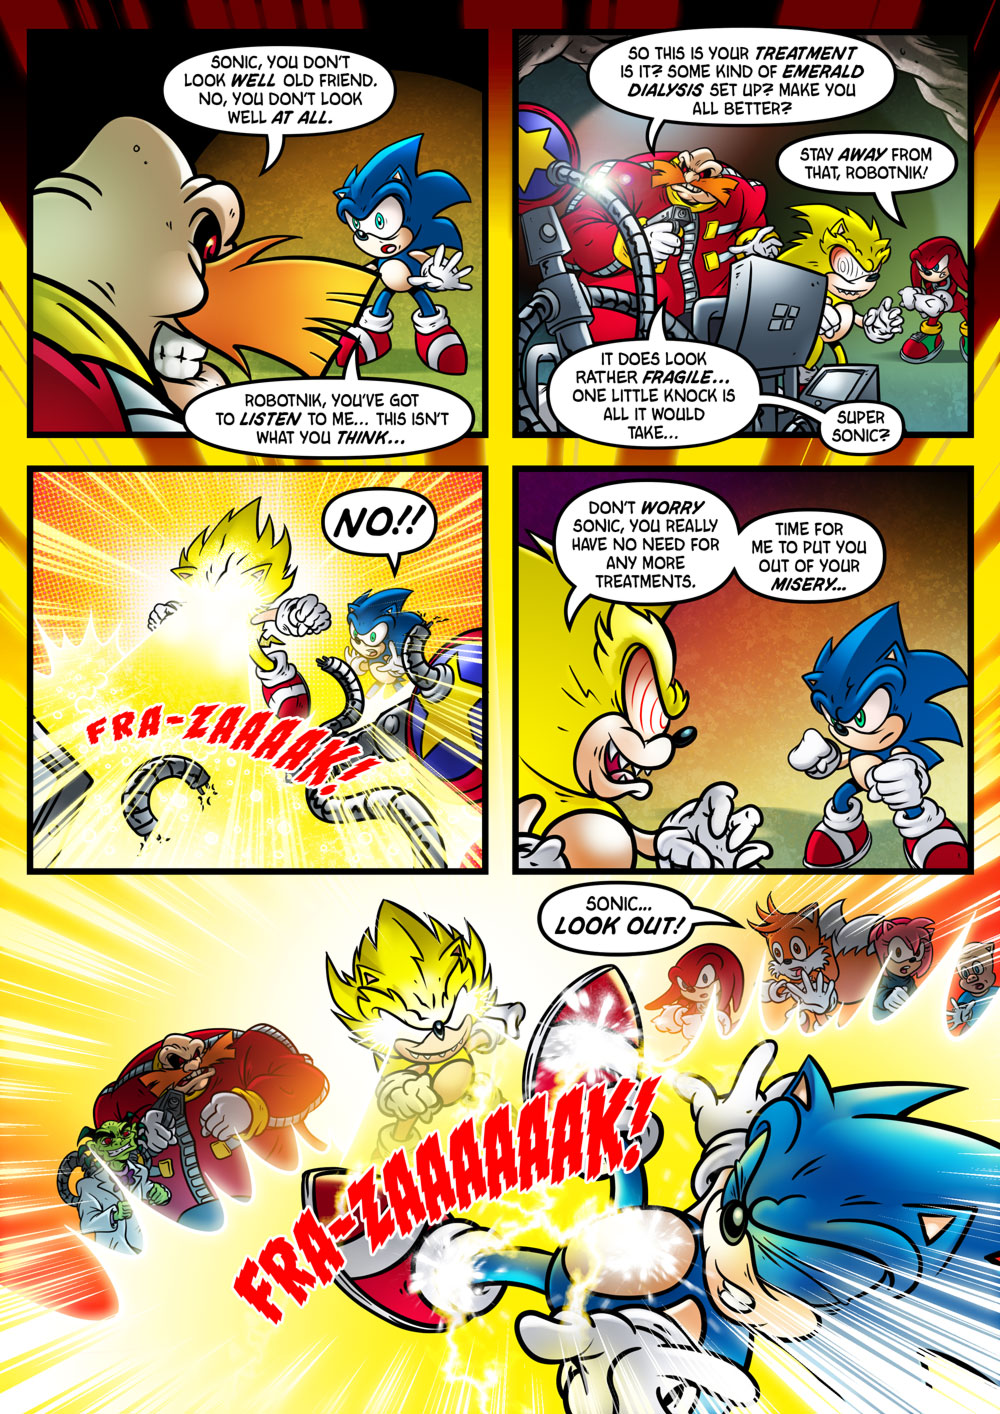 SONIC, YOU DON'T
LOOK WELL OLD FRIEND.
NO, YOU DON'T LOOK
WELL AT ALL.
ROBOTNIK, YOU'VE GOT
TO LISTEN TO ME... THIS ISN'T
WHAT YOU THINK...
SO THIS IS YOUR TREATMENT
IS IT? SOME KIND OF EMERALD
DIALYSIS SET UP? MAKE YOU
ALL BETTER?
STAY AWAY FROM
THAT, ROBOTNIK!
IT DOES LOOK
RATHER FRAGILE...
ONE LITTLE KNOCK IS
ALL IT WOULD
TAKE...
SUPER
SONIC?
NO!!
FRA-ZAAAAK!
DON'T WORRY
SONIC, YOU REALLY
HAVE NO NEED FOR
ANY MORE
TREATMENTS.
TIME FOR
ME TO PUT YOU
OUT OF YOUR
MISERY...
SONIC...
LOOK OUT!
FRA-ZAAAAAAAK!